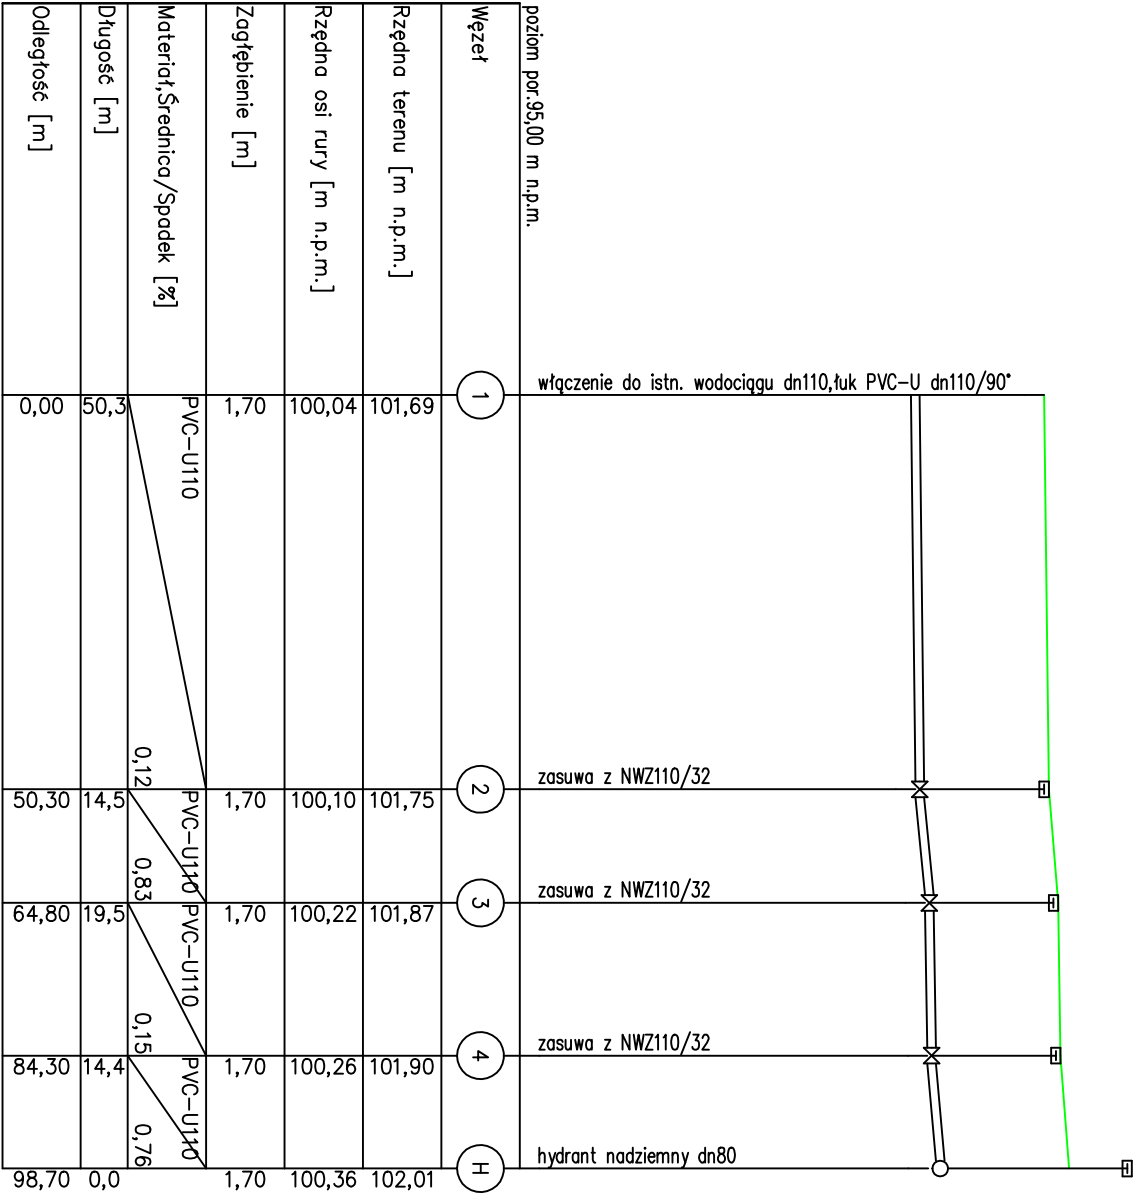 poziom por.95,00 m n.p.m.
włączenie do istn. wodociągu dn110,łuk PVC-U dn110/90°
zasuwa z NWZ110/32
zasuwa z NWZ110/32
zasuwa z NWZ110/32
hydrant nadziemny dn80
Węzeł
1
2
3
4
H
Rzędna terenu [m n.p.m.]
101,69
101,75
101,87
101,90
102,01
Rzędna osi rury [m n.p.m.]
100,04
100,10
100,22
100,26
100,36
Zagłębienie [m]
1,70
1,70
1,70
1,70
1,70
Materiał,Średnica/Spadek [%]
PVC-U110
0,12
PVC-U110
0,83
PVC-U110
0,15
PVC-U110
0,76
Długość [m]
50,3
14,5
19,5
14,4
0,0
Odległość [m]
0,00
50,30
64,80
84,30
98,70